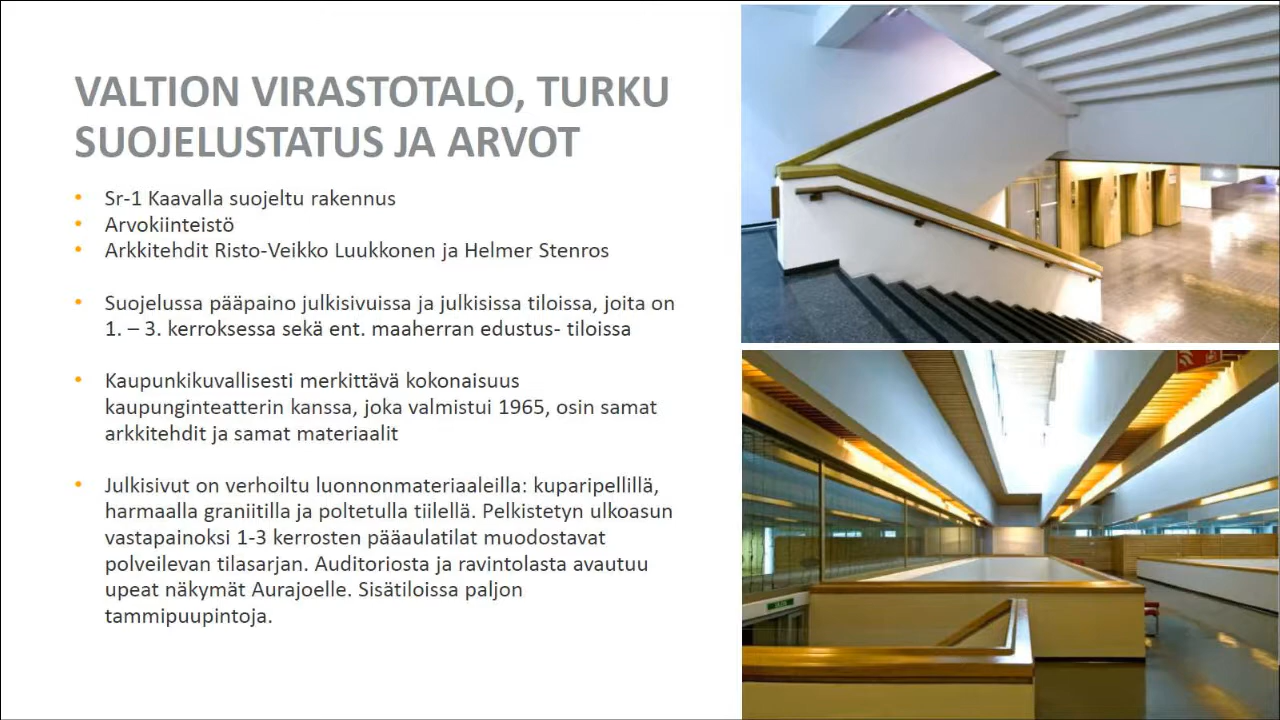 VALTION VIRASTOTALO, TURKU
SUOJELUSTATUS JA ARVOT
• Sr-1 Kaavalla suojeltu rakennus
• Arvokiinteistö
• Arkkitehdit Risto-Veikko Luukkonen ja Helmer Stenros
• Suojelussa pääpaino julkisivuissa ja julkisissa tiloissa, joita on
1. – 3. kerroksessa sekä ent. maaherran edustus- tiloissa
• Kaupunkikuvallisesti merkittävä kokonaisuus
kaupunginteatterin kanssa, joka valmistui 1965, osin samat
arkkitehdit ja samat materiaalit
• Julkisivut on verhoiltu luonnonmateriaaleilla: kuparipellillä,
harmaalla graniitilla ja poltetulla tiilellä. Pelkistetyn ulkoasun
vastapainoksi 1-3 kerrosten pääaulatilat muodostavat
polveilevan tilasarjan. Auditoriosta ja ravintolasta avautuu
upeat näkymät Aurajoelle. Sisätiloissa paljon
tammipuupintoja.